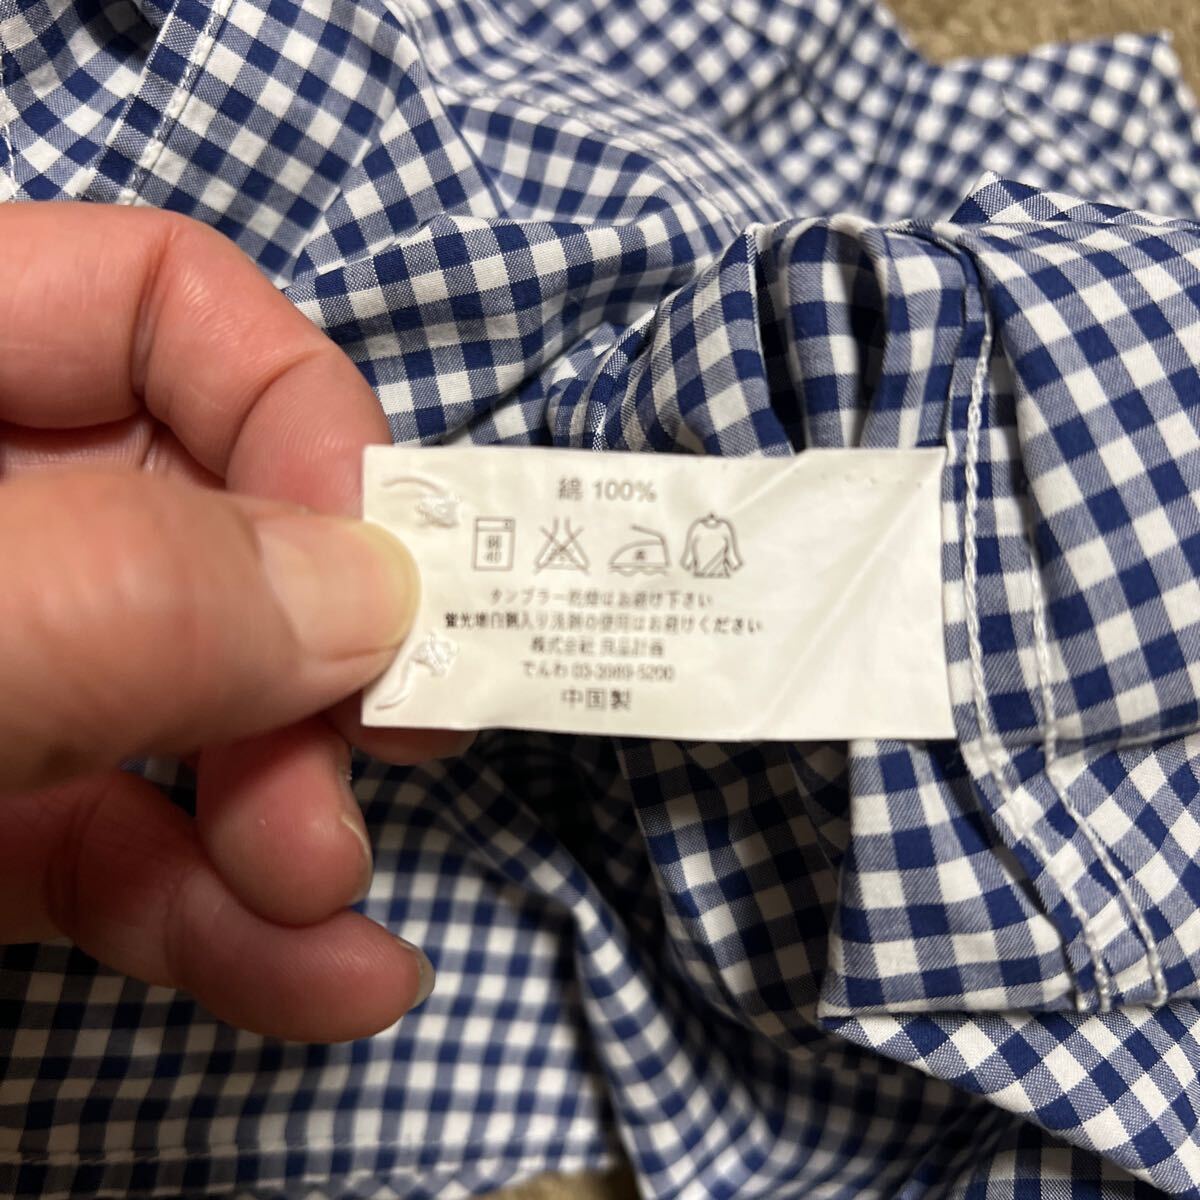 綿 100%
弱
40
タンブラー乾燥はお避け下さい
蛍光増白剤入り洗剤の使用はお避けください
株式会社 良品計画
でんわ 03-3989-5200
中国製